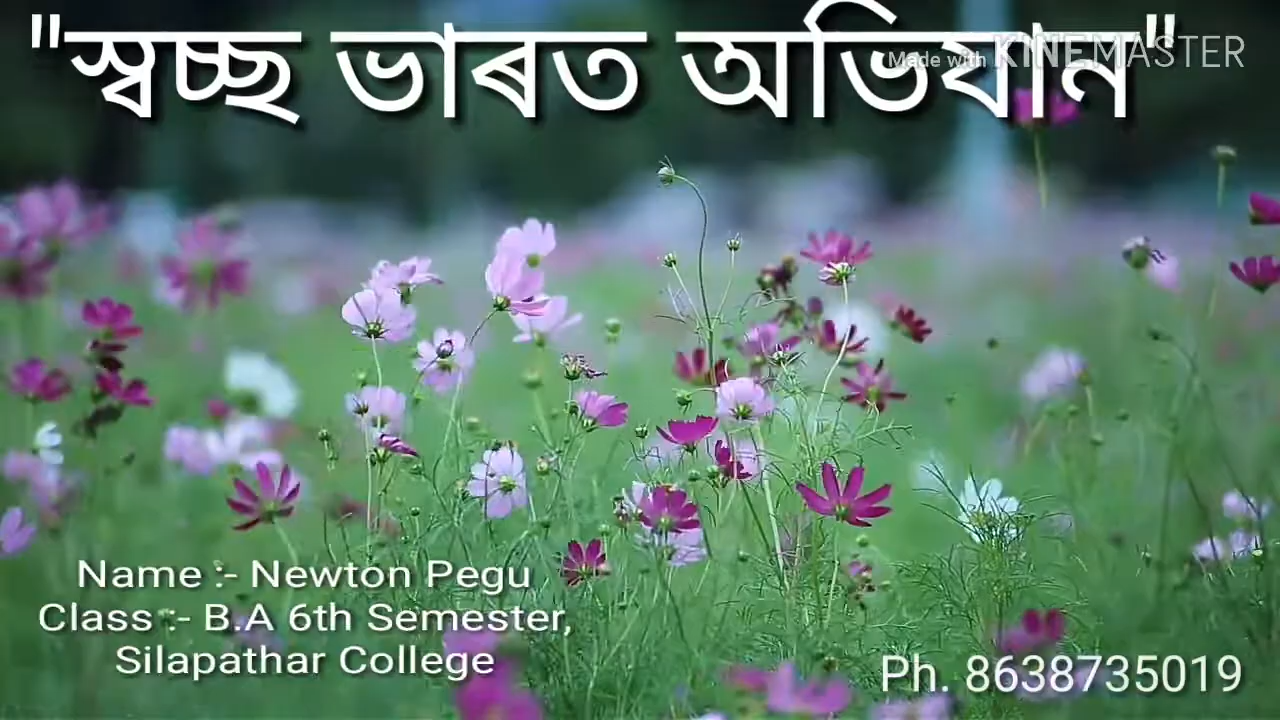 "স্বচ্ছ ভাৰত অভিযান"
Made with KINEMASTER
Name :- Newton Pegu
Class :- B.A 6th Semester,
Silapathar College
Ph. 8638735019